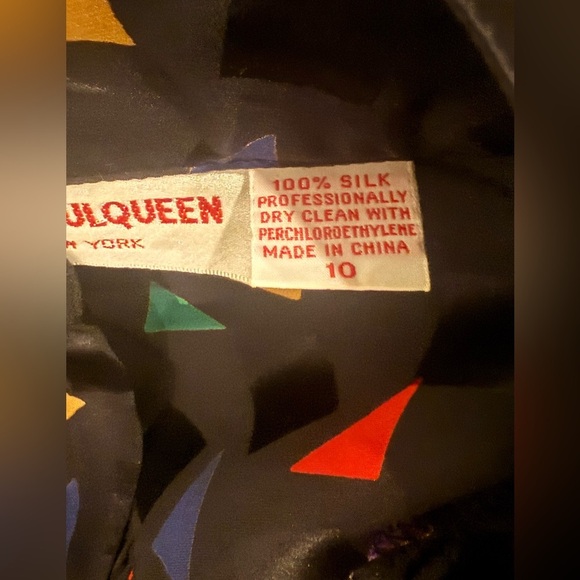 ULQUEEN
YORK
100% SILK
PROFESSIONALLY
DRY CLEAN WITH
PERCHLOROETHYLENE
MADE IN CHINA
10